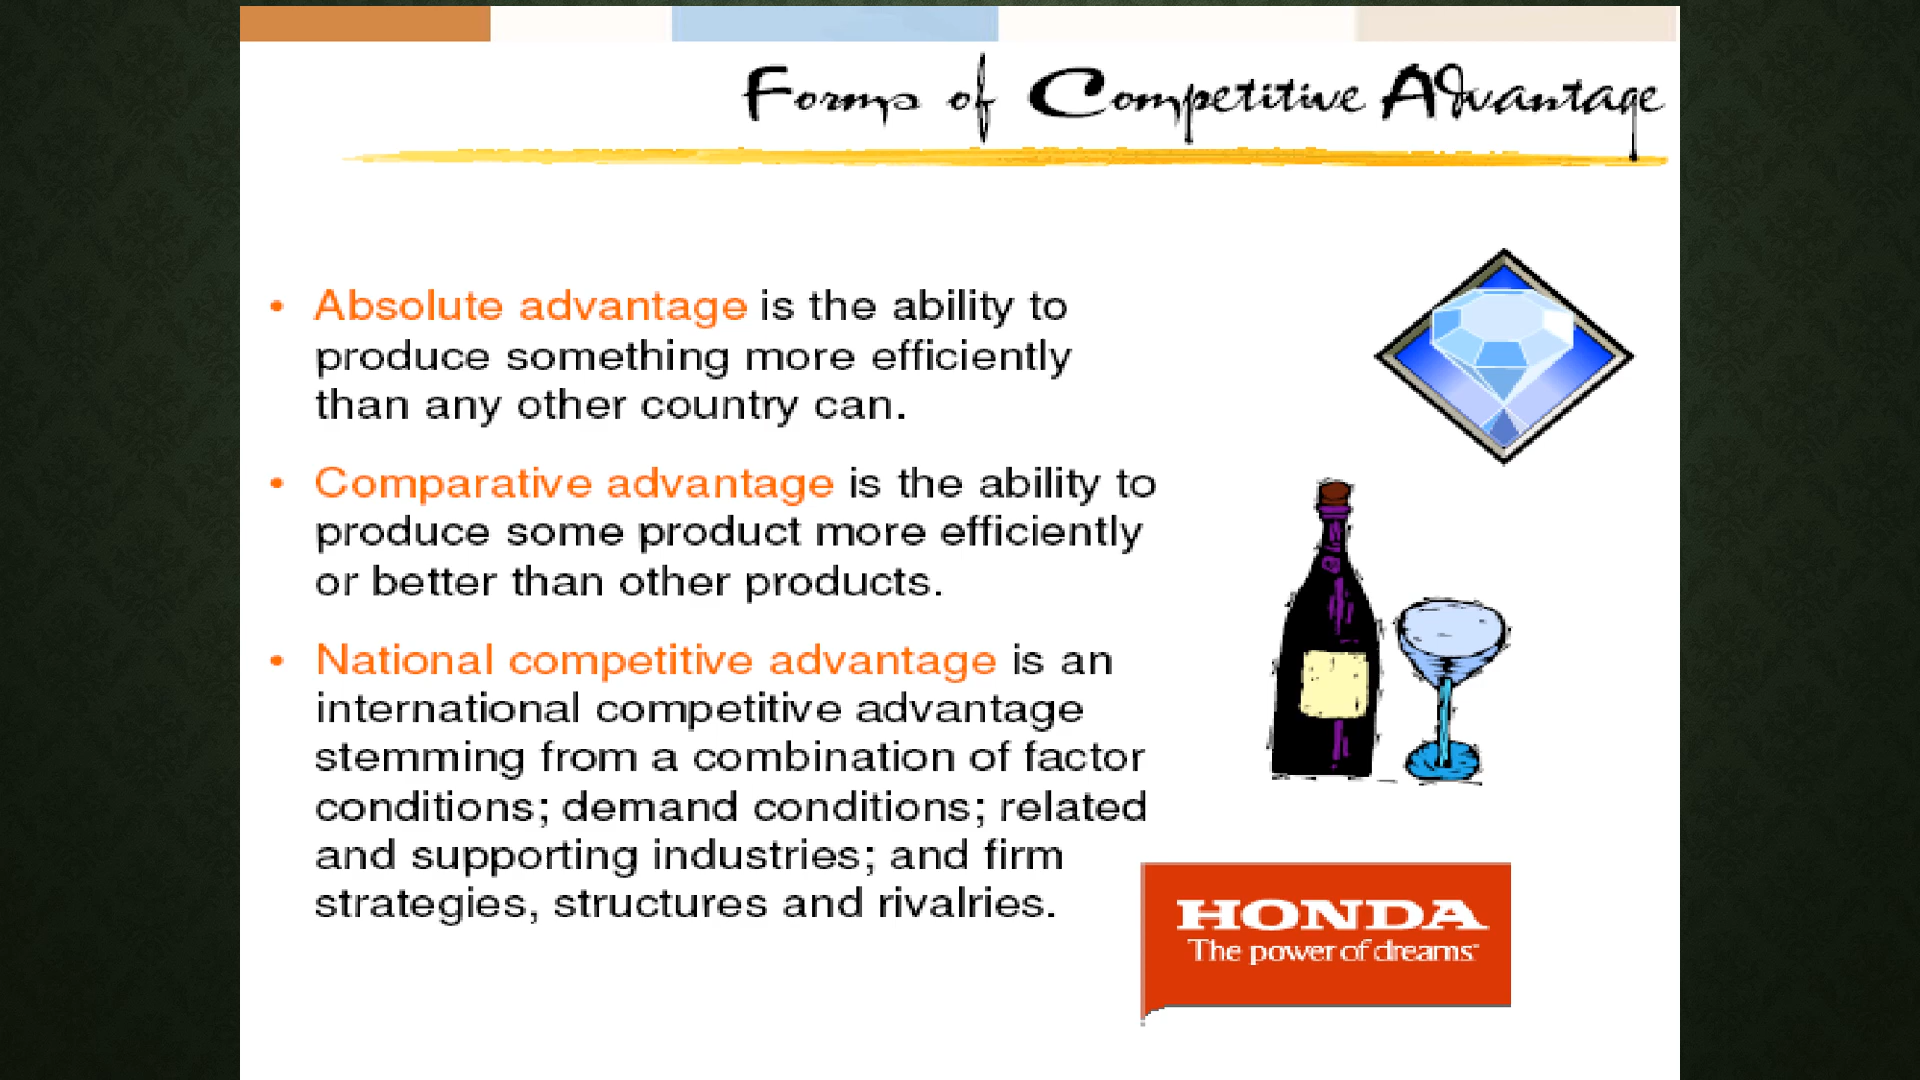 Forms of Competitive Advantage
• Absolute advantage is the ability to
produce something more efficiently
than any other country can.
• Comparative advantage is the ability to
produce some product more efficiently
or better than other products.
• National competitive advantage is an
international competitive advantage
stemming from a combination of factor
conditions; demand conditions; related
and supporting industries; and firm
strategies, structures and rivalries.
HONDA
The power of dreams